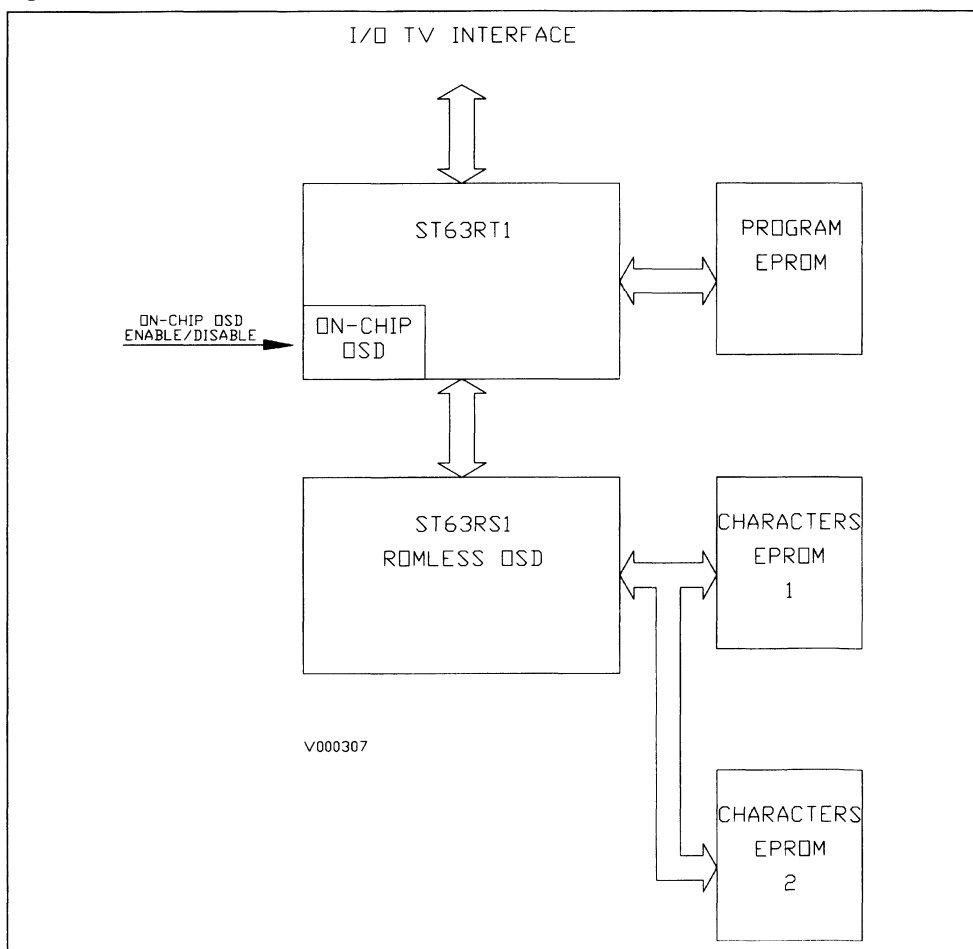 I/O TV INTERFACE
ST63RT1
PROGRAM
EPROM
ON-CHIP OSD
ENABLE/DISABLE
ON-CHIP
OSD
ST63RS1
ROMLESS OSD
CHARACTERS
EPROM
1
V000307
CHARACTERS
EPROM
2